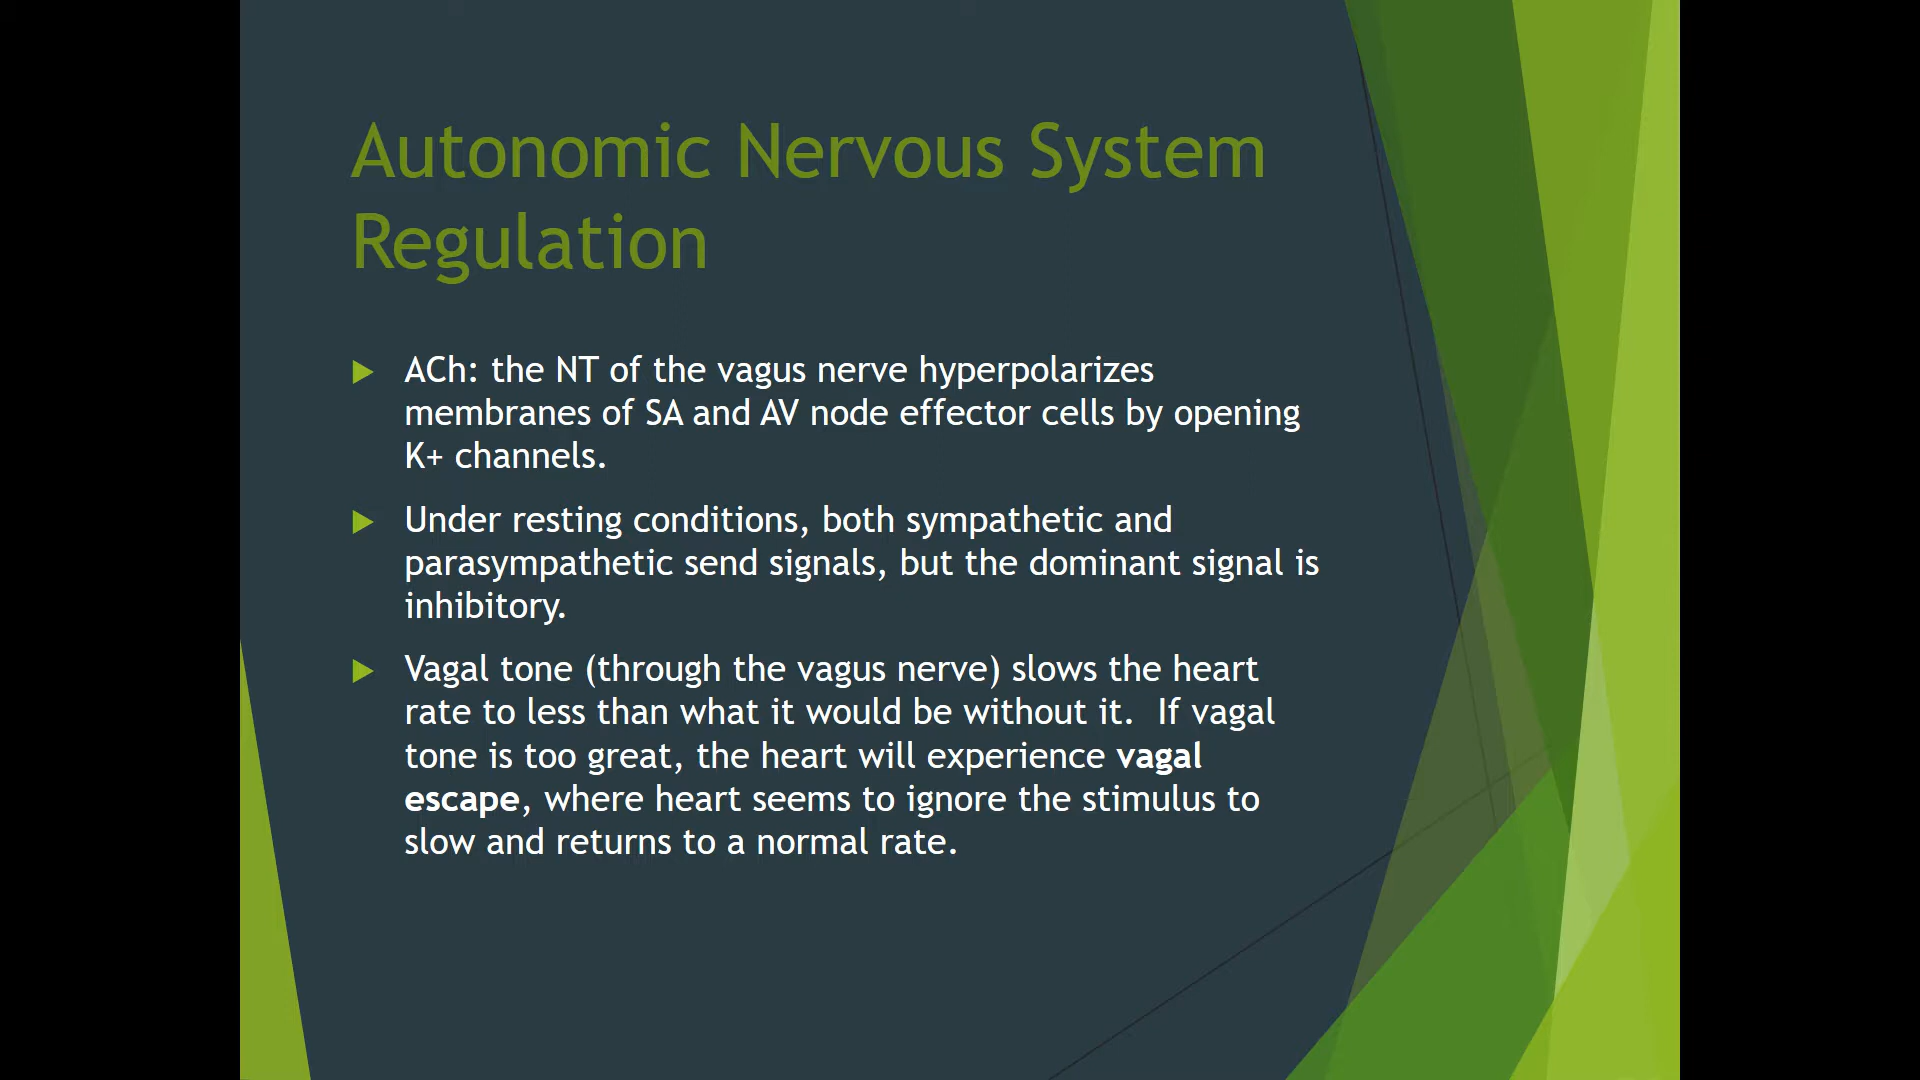 Autonomic Nervous System
Regulation
ACh: the NT of the vagus nerve hyperpolarizes
membranes of SA and AV node effector cells by opening
K+ channels.
Under resting conditions, both sympathetic and
parasympathetic send signals, but the dominant signal is
inhibitory.
Vagal tone (through the vagus nerve) slows the heart
rate to less than what it would be without it.  If vagal
tone is too great, the heart will experience vagal
escape, where heart seems to ignore the stimulus to
slow and returns to a normal rate.